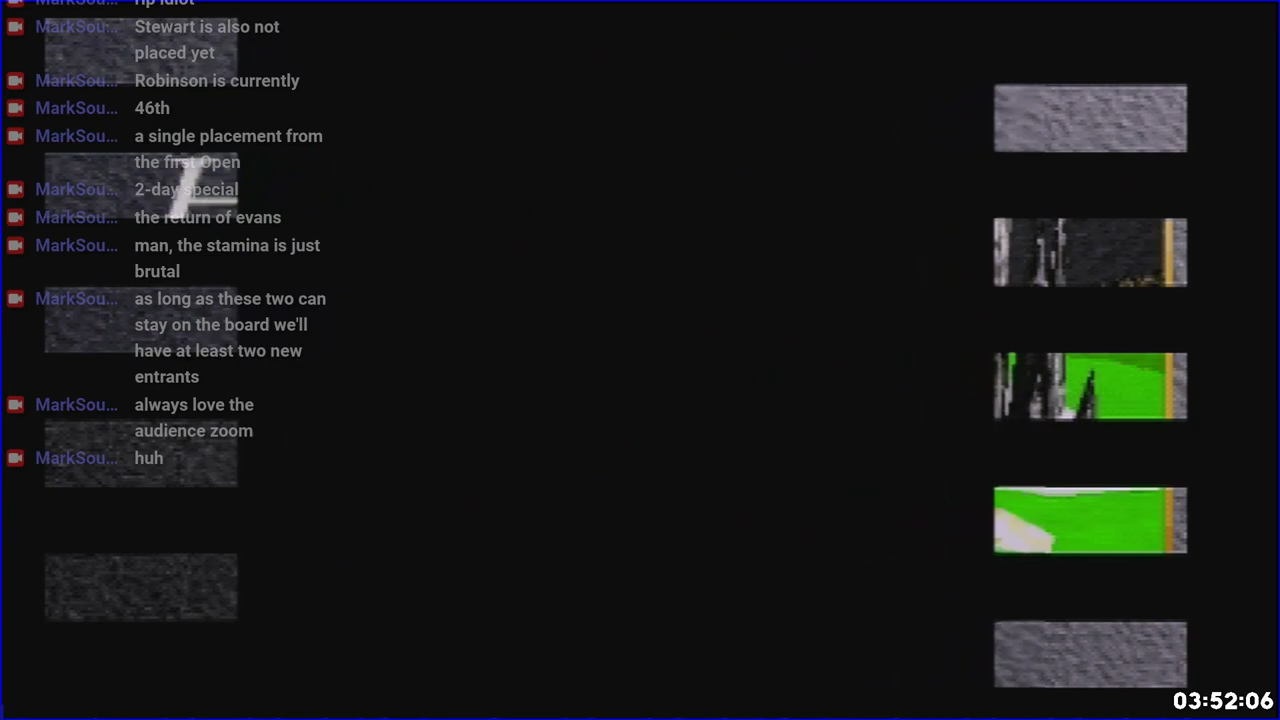 rip idiot
MarkSou... Stewart is also not
placed yet
MarkSou... Robinson is currently
MarkSou... 46th
MarkSou... a single placement from
the first Open
MarkSou... 2-day special
MarkSou... the return of evans
MarkSou... man, the stamina is just
brutal
MarkSou... as long as these two can
stay on the board we'll
have at least two new
entrants
MarkSou... always love the
audience zoom
MarkSou... huh
03:52:06